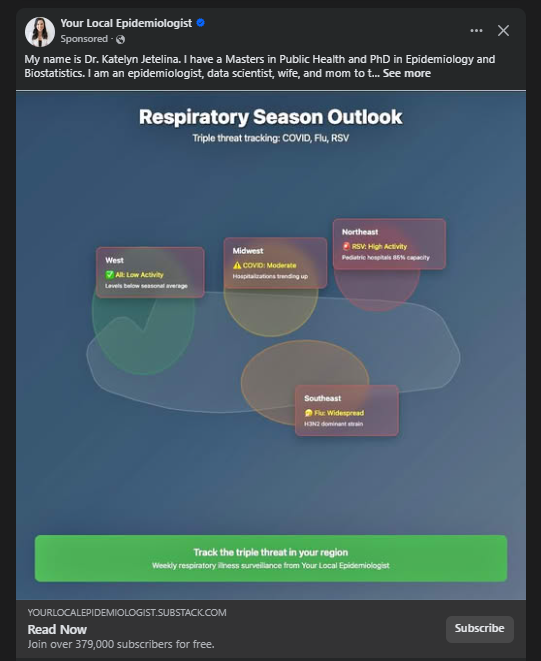 Your Local Epidemiologist
Sponsored ·
My name is Dr. Katelyn Jetelina. I have a Masters in Public Health and PhD in Epidemiology and
Biostatistics. I am an epidemiologist, data scientist, wife, and mom to t... See more
Respiratory Season Outlook
Triple threat tracking: COVID, Flu, RSV
Northeast
🚨 RSV: High Activity
Pediatric hospitals 85% capacity
Midwest
⚠️ COVID: Moderate
Hospitalizations trending up
West
✅ All: Low Activity
Levels below seasonal average
Southeast
🤧 Flu: Widespread
H3N2 dominant strain
Track the triple threat in your region
Weekly respiratory illness surveillance from Your Local Epidemiologist
YOURLOCALEPIDEMIOLOGIST.SUBSTACK.COM
Read Now
Join over 379,000 subscribers for free.
Subscribe